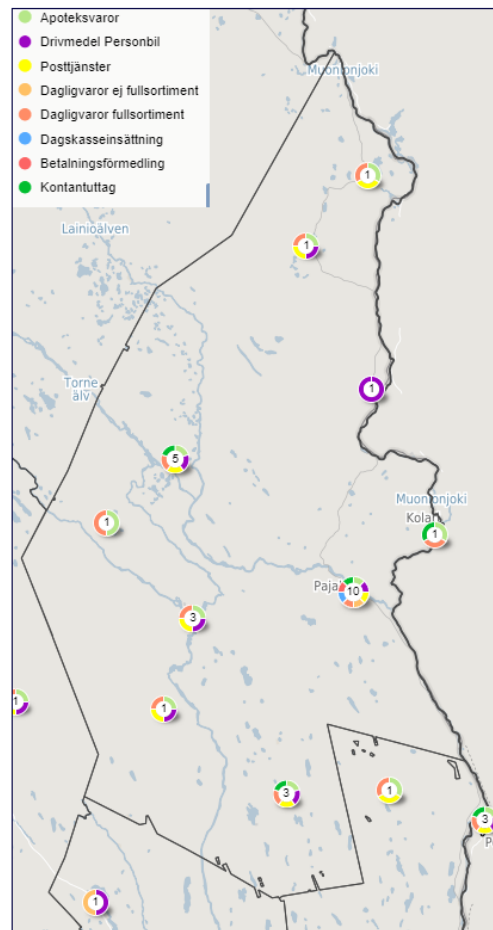 Apoteksvaror
Drivmedel Personbil
Posttjänster
Dagligvaror ej fullsortiment
Dagligvaror fullsortiment
Dagskasseinsättning
Betalningsförmedling
Kontantuttag
Muonionjoki
1
Lainioälven
1
Torne
älv
1
5
Muonionjoki
Kola
1
1
Paja
10
3
1
1
3
1
3
P
1